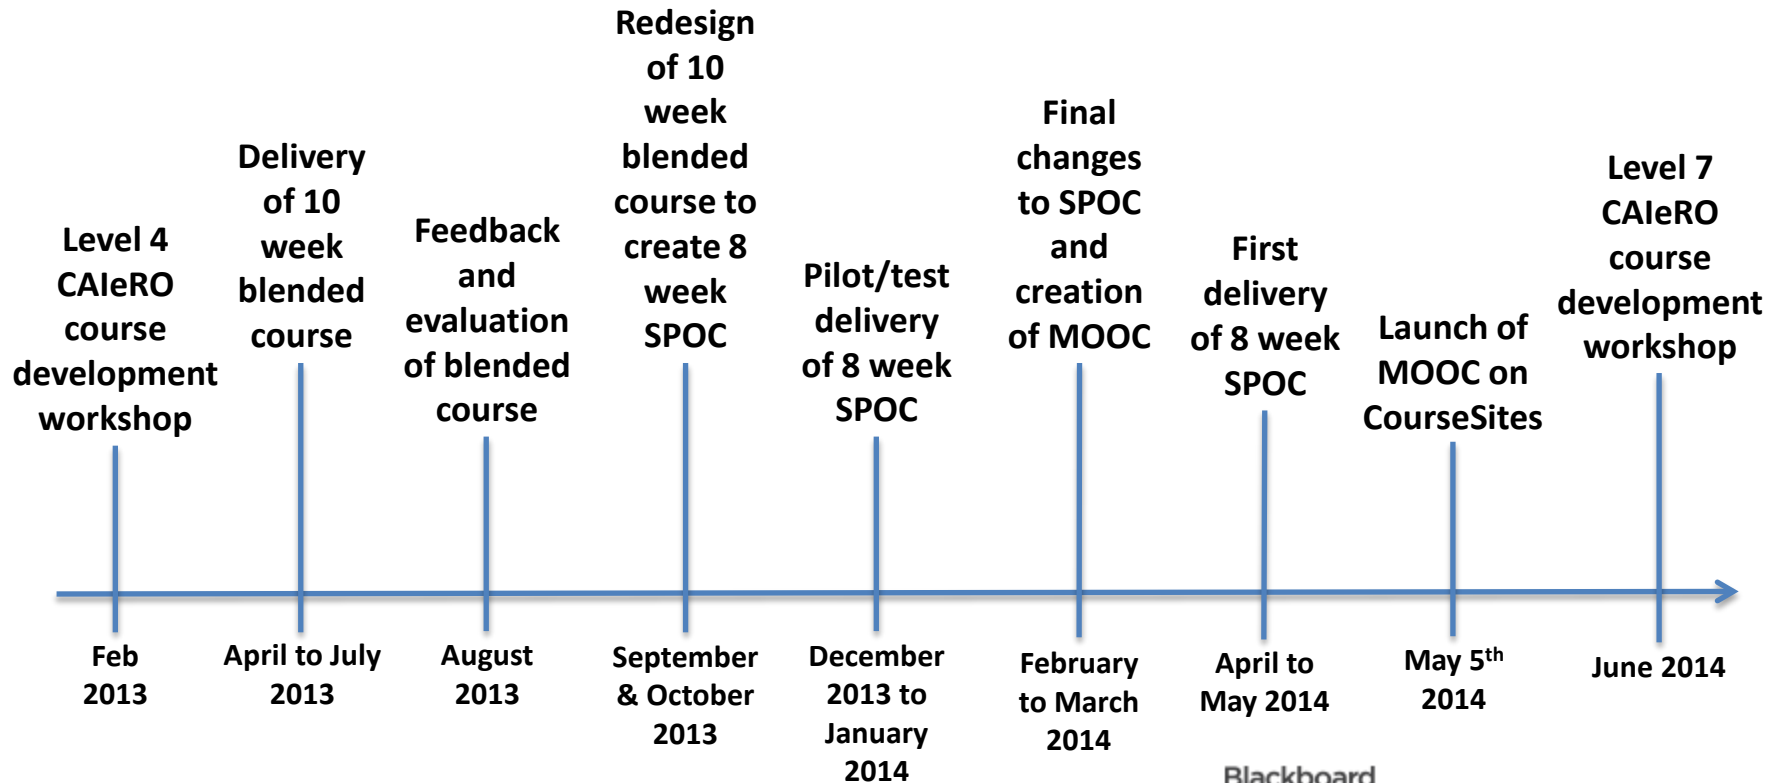 Level 4
CAIeRO
course
development
workshop
Delivery
of 10
week
blended
course
Feedback
and
evaluation
of blended
course
Redesign
of 10
week
blended
course to
create 8
week
SPOC
Pilot/test
delivery
of 8 week
SPOC
Final
changes
to SPOC
and
creation
of MOOC
First
delivery
of 8 week
SPOC
Launch of
MOOC on
CourseSites
Level 7
CAIeRO
course
development
workshop
Feb
2013
April to July
2013
August
2013
September
& October
2013
December
2013 to
January
2014
February
to March
2014
April to
May 2014
May 5th
2014
June 2014
Blackboard